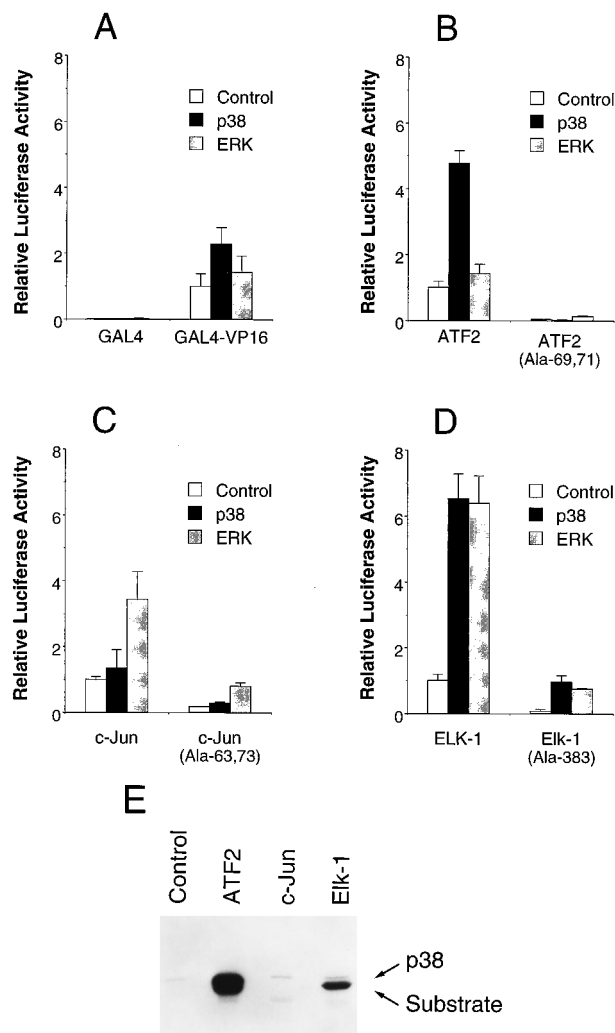 A
Relative Luciferase Activity
8
6
4
2
0
Control
p38
ERK
GAL4
GAL4-VP16
B
Relative Luciferase Activity
8
6
4
2
0
Control
p38
ERK
ATF2
ATF2
(Ala-69,71)
C
Relative Luciferase Activity
8
6
4
2
0
Control
p38
ERK
c-Jun
c-Jun
(Ala-63,73)
D
Relative Luciferase Activity
8
6
4
2
0
Control
p38
ERK
ELK-1
Elk-1
(Ala-383)
E
Control
ATF2
c-Jun
Elk-1
p38
Substrate